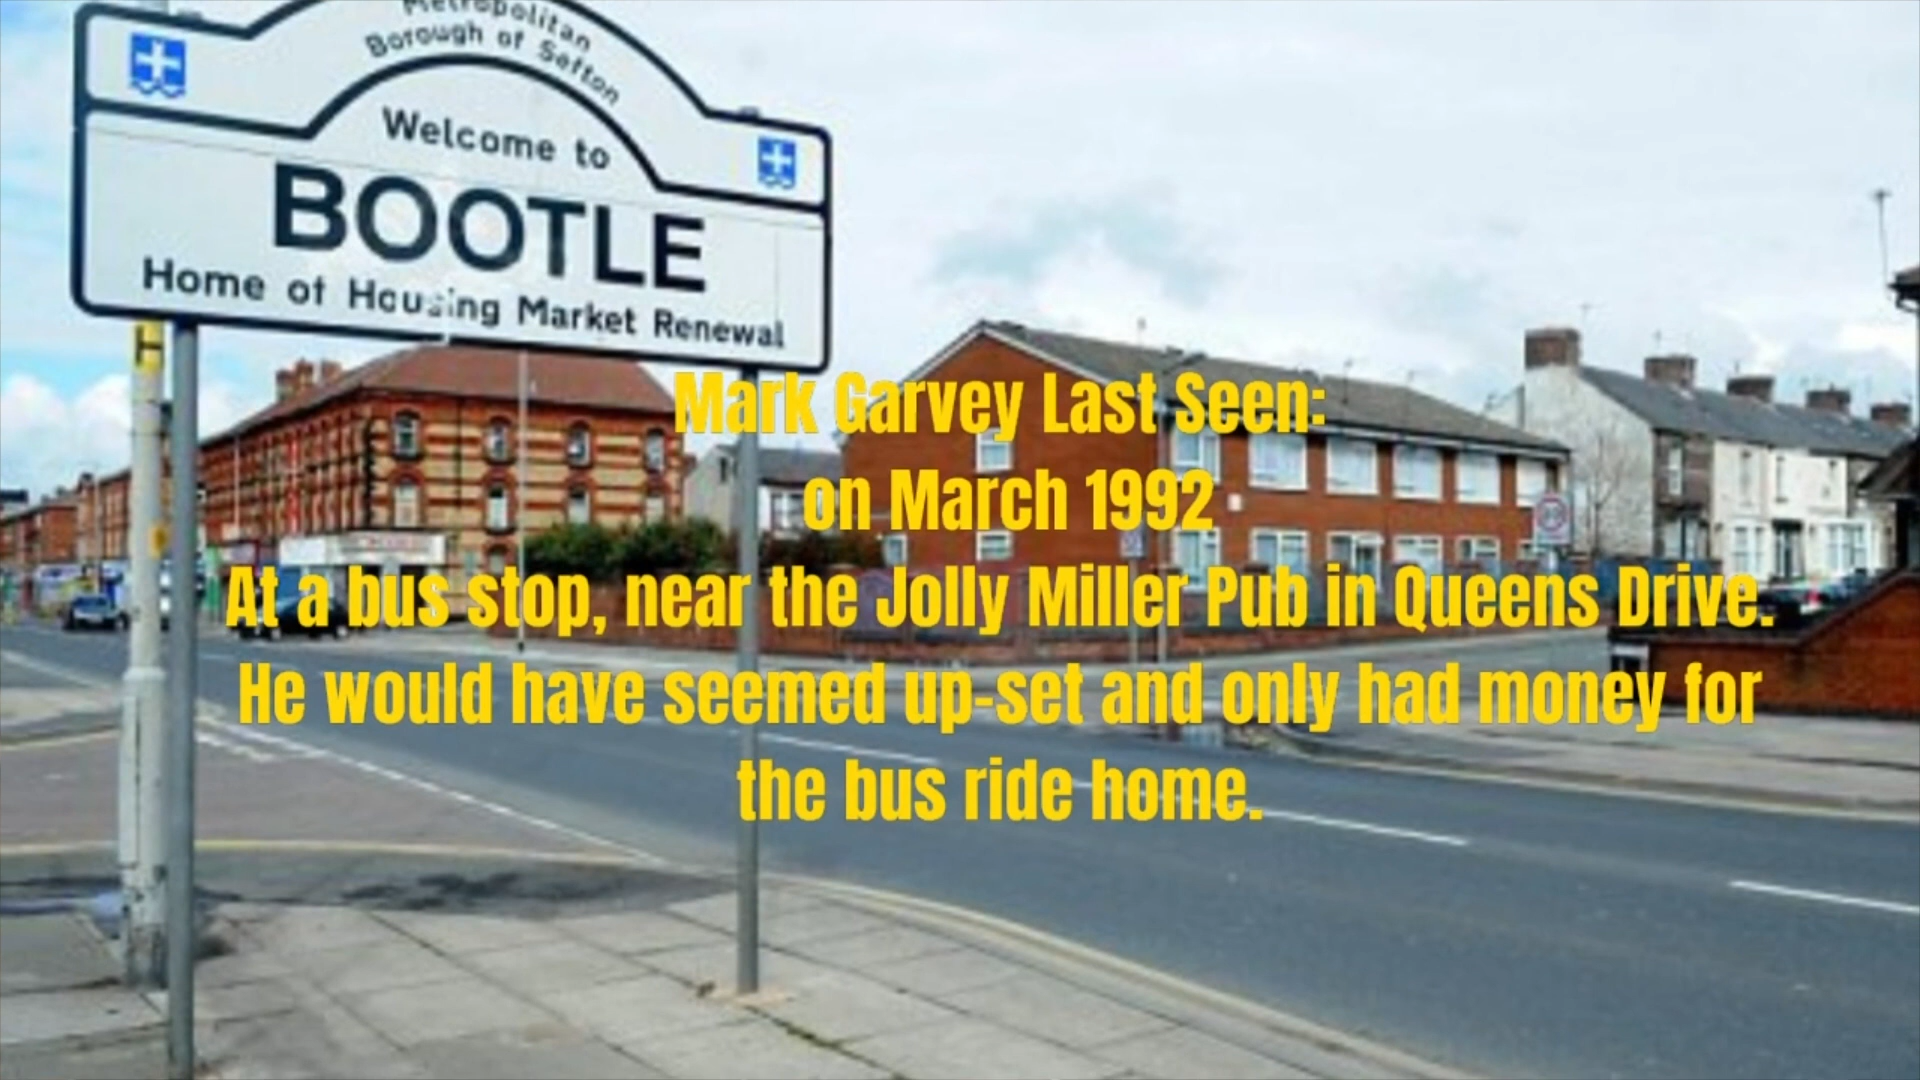 Metropolitan
Borough of Sefton
Welcome to
BOOTLE
Home of Housing Market Renewal
H
Mark Garvey Last Seen:
on March 1992
At a bus stop, near the Jolly Miller Pub in Queens Drive.
He would have seemed up-set and only had money for
the bus ride home.